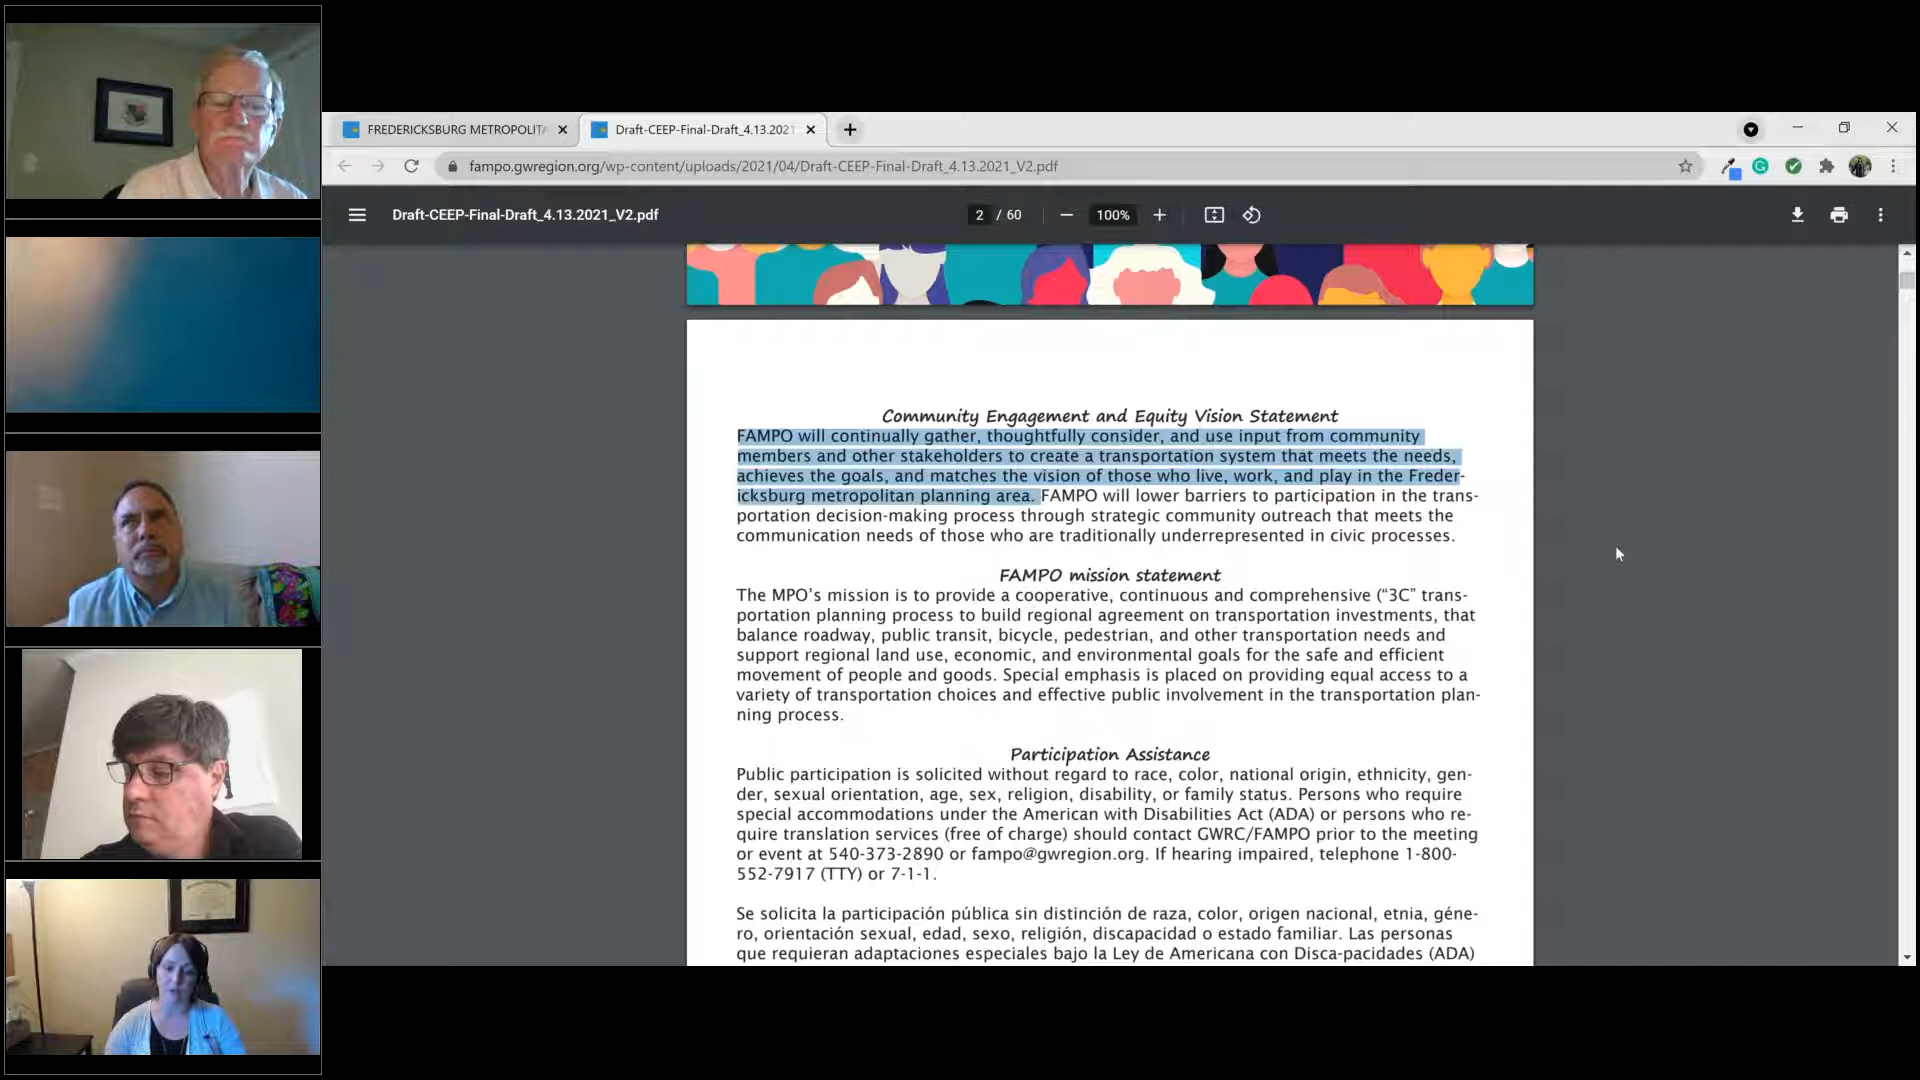 FREDERICKSBURG METROPOLITA
Draft-CEEP-Final-Draft_4.13.2021
fampo.gwregion.org/wp-content/uploads/2021/04/Draft-CEEP-Final-Draft_4.13.2021_V2.pdf
Draft-CEEP-Final-Draft_4.13.2021_V2.pdf
2 / 60
100%
Community Engagement and Equity Vision Statement
FAMPO will continually gather, thoughtfully consider, and use input from community
members and other stakeholders to create a transportation system that meets the needs,
achieves the goals, and matches the vision of those who live, work, and play in the Freder-
icksburg metropolitan planning area. FAMPO will lower barriers to participation in the trans-
portation decision-making process through strategic community outreach that meets the
communication needs of those who are traditionally underrepresented in civic processes.
FAMPO mission statement
The MPO’s mission is to provide a cooperative, continuous and comprehensive (“3C” trans-
portation planning process to build regional agreement on transportation investments, that
balance roadway, public transit, bicycle, pedestrian, and other transportation needs and
support regional land use, economic, and environmental goals for the safe and efficient
movement of people and goods. Special emphasis is placed on providing equal access to a
variety of transportation choices and effective public involvement in the transportation plan-
ning process.
Participation Assistance
Public participation is solicited without regard to race, color, national origin, ethnicity, gen-
der, sexual orientation, age, sex, religion, disability, or family status. Persons who require
special accommodations under the American with Disabilities Act (ADA) or persons who re-
quire translation services (free of charge) should contact GWRC/FAMPO prior to the meeting
or event at 540-373-2890 or fampo@gwregion.org. If hearing impaired, telephone 1-800-
552-7917 (TTY) or 7-1-1.
Se solicita la participación pública sin distinción de raza, color, origen nacional, etnia, géne-
ro, orientación sexual, edad, sexo, religión, discapacidad o estado familiar. Las personas
que requieran adaptaciones especiales bajo la Ley de Americana con Disca-pacidades (ADA)